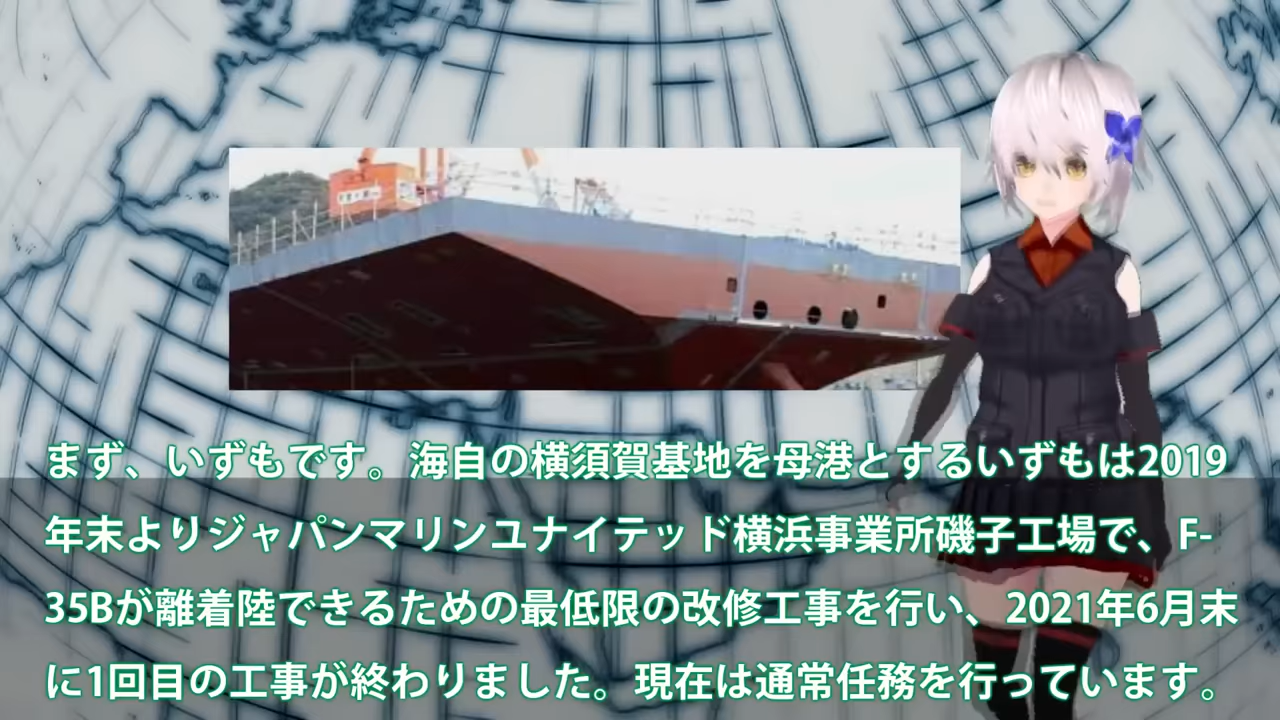 まず、いずもです。海自の横須賀基地を母港とするいずもは2019
年末よりジャパンマリンユナイテッド横浜事業所磯子工場で、F-
35Bが離着陸できるための最低限の改修工事を行い、2021年6月末
に1回目の工事が終わりました。現在は通常任務を行っています。